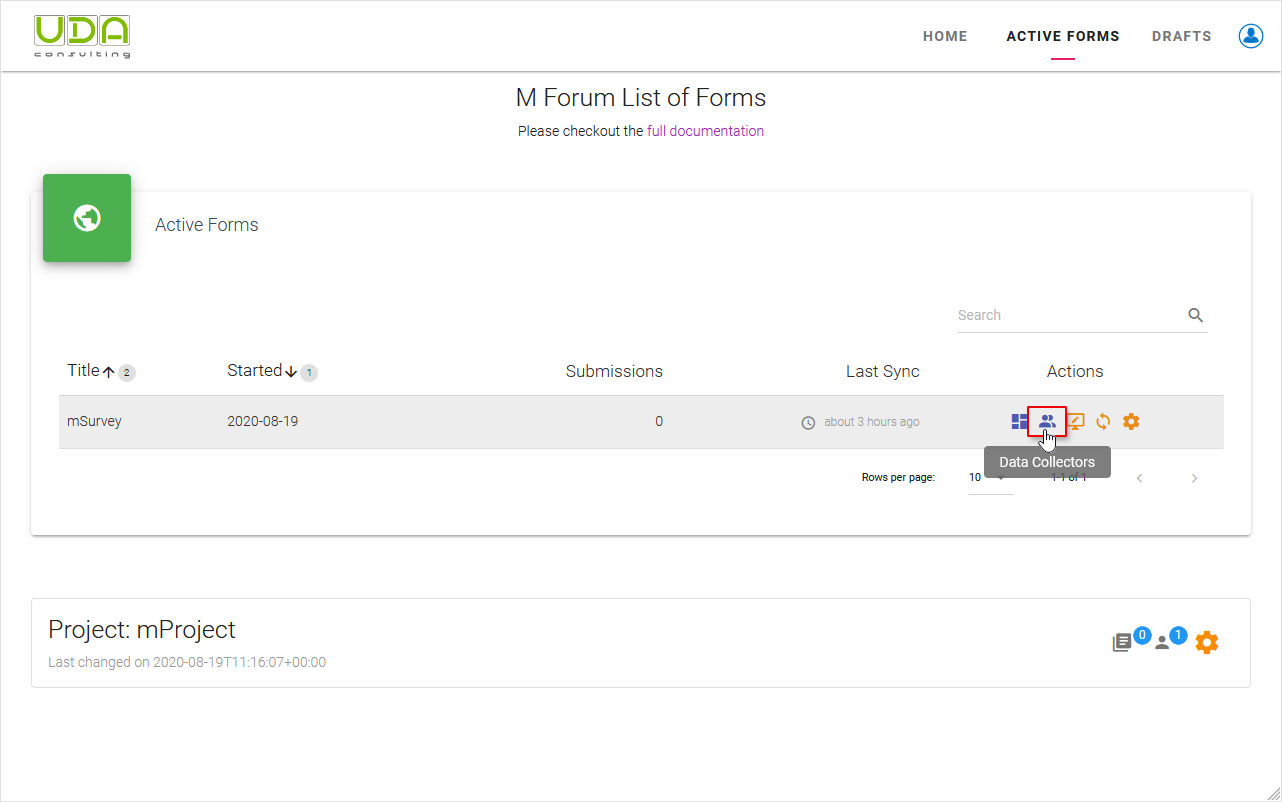 UDA
consulting
HOME
ACTIVE FORMS
DRAFTS
M Forum List of Forms
Please checkout the full documentation
Active Forms
Search
Title 2 Started 1 Submissions Last Sync Actions
mSurvey 2020-08-19 0 about 3 hours ago
Data Collectors
Rows per page: 10 1-1 of 1
Project: mProject
0 1
Last changed on 2020-08-19T11:16:07+00:00